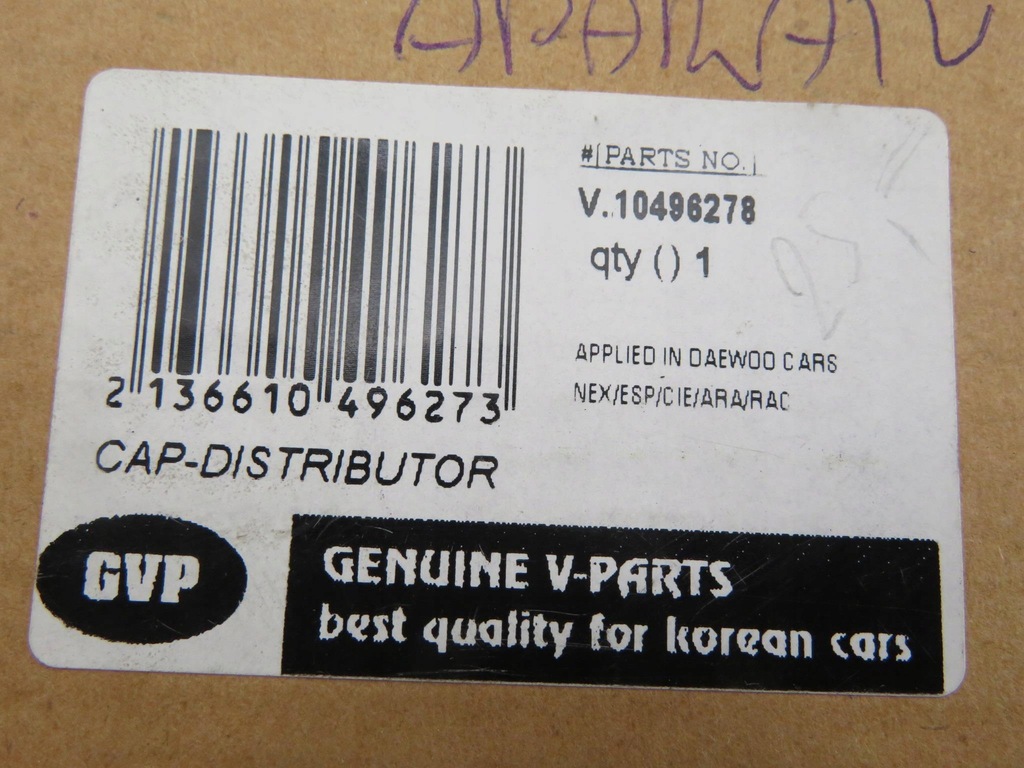 #[PARTS NO.]
V.10496278
qty () 1
APPLIED IN DAEWOO CARS
NEX/ESP/CIE/ARA/RAC
2 136610 496273
CAP-DISTRIBUTOR
GVP
GENUINE V-PARTS
best quality for korean cars